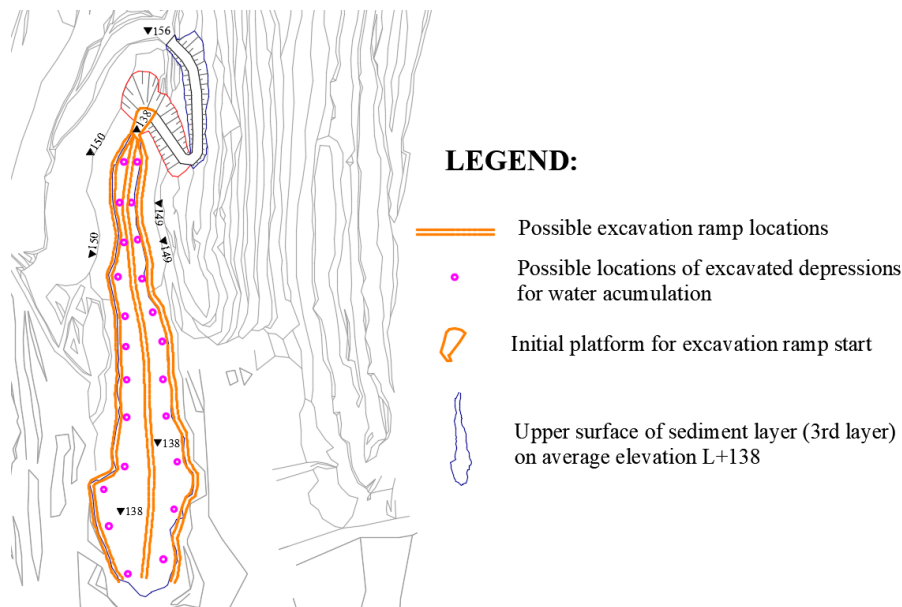 ▼156
▲138
▼150
▼149
▼150
▼149
▼138
▼138
LEGEND:
Possible excavation ramp locations
Possible locations of excavated depressions
for water acumulation
Initial platform for excavation ramp start
Upper surface of sediment layer (3rd layer)
on average elevation L+138